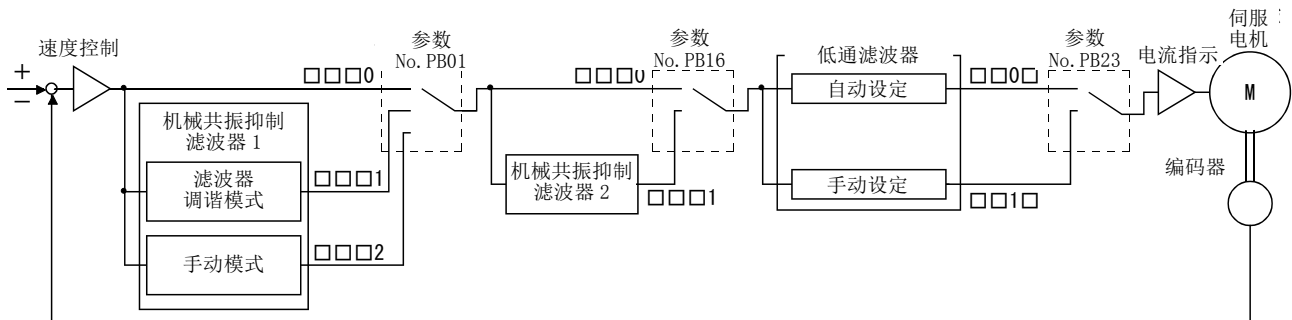 速度控制
+
−
□□□0
机械共振抑制
滤波器 1
滤波器
调谐模式
□□□1
手动模式
□□□2
参数
No.PB01
□□□0
机械共振抑制
滤波器 2
□□□1
参数
No.PB16
低通滤波器
自动设定
手动设定
□□0□
□□1□
参数
No.PB23
电流指示
伺服
电机
M
编码器